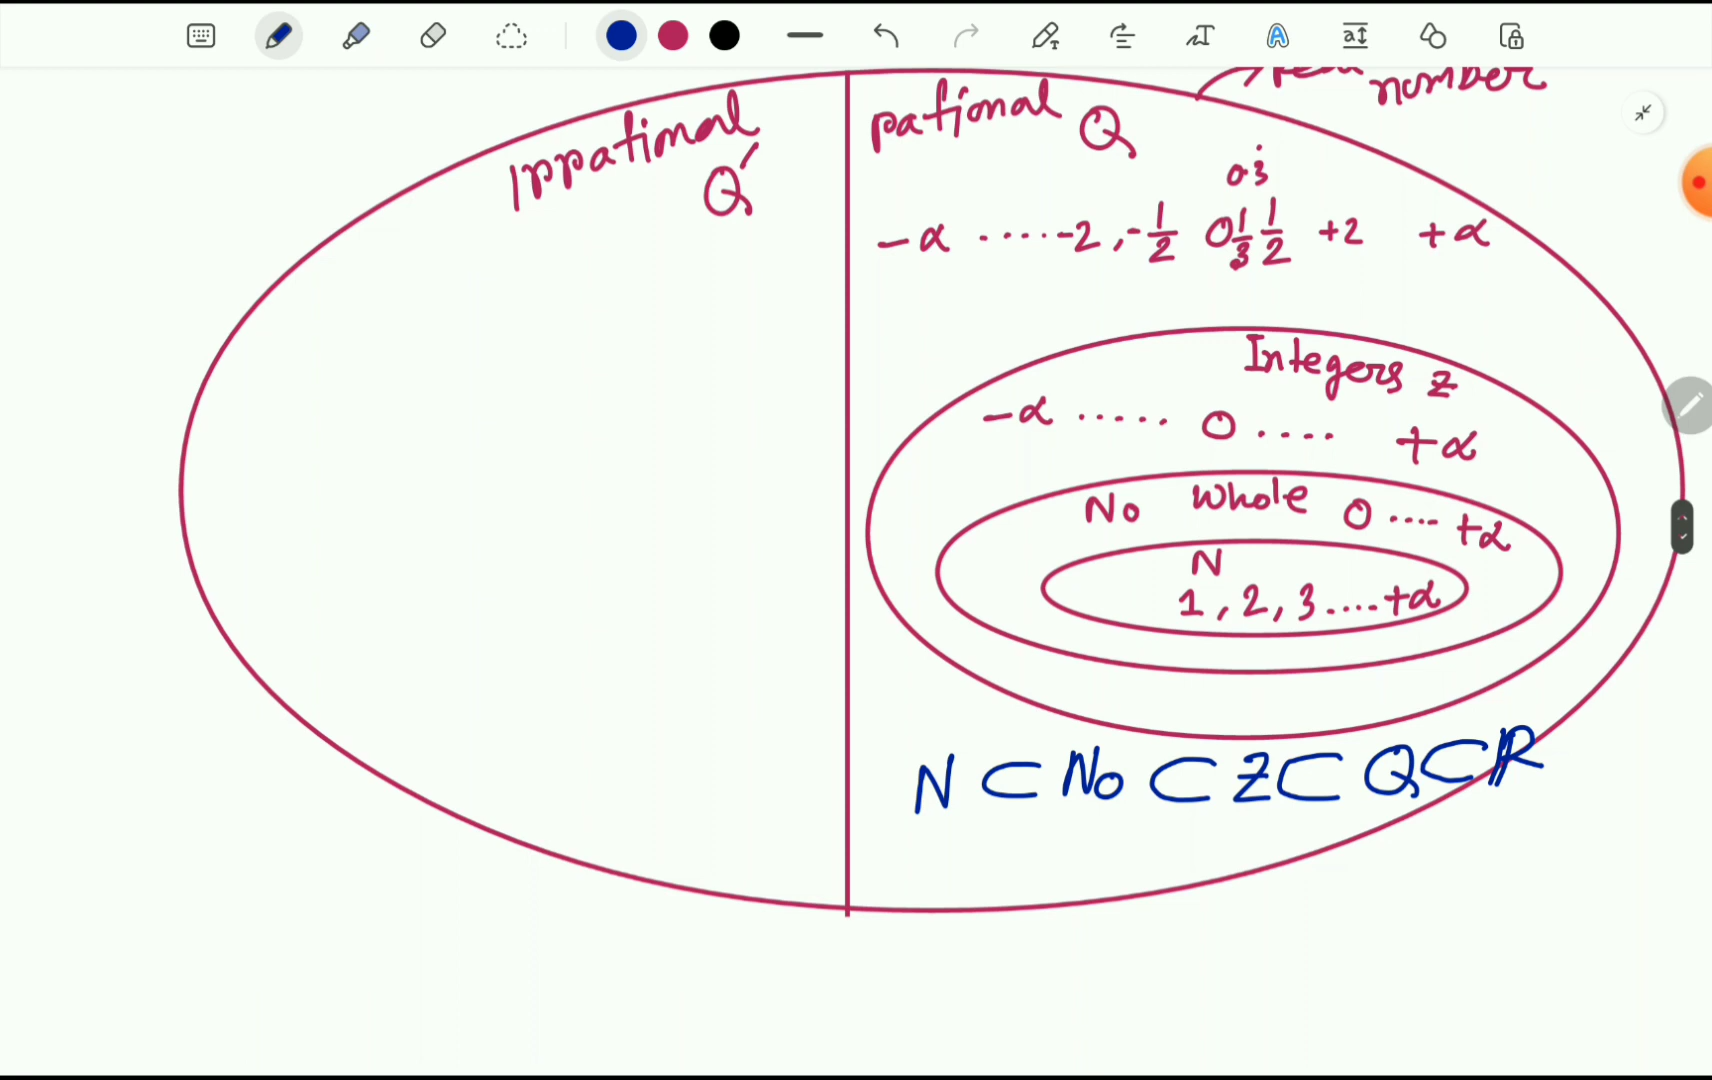 Real number
Irrational
Q'
Rational Q
0.3̇
-α ......-2, -1/2 0 1/3 1/2 +2 +α
Integers z
-α ...... 0 .... +α
No Whole 0 .... +α
N
1, 2, 3 .... +α
N ⊂ No ⊂ Z ⊂ Q ⊂ R